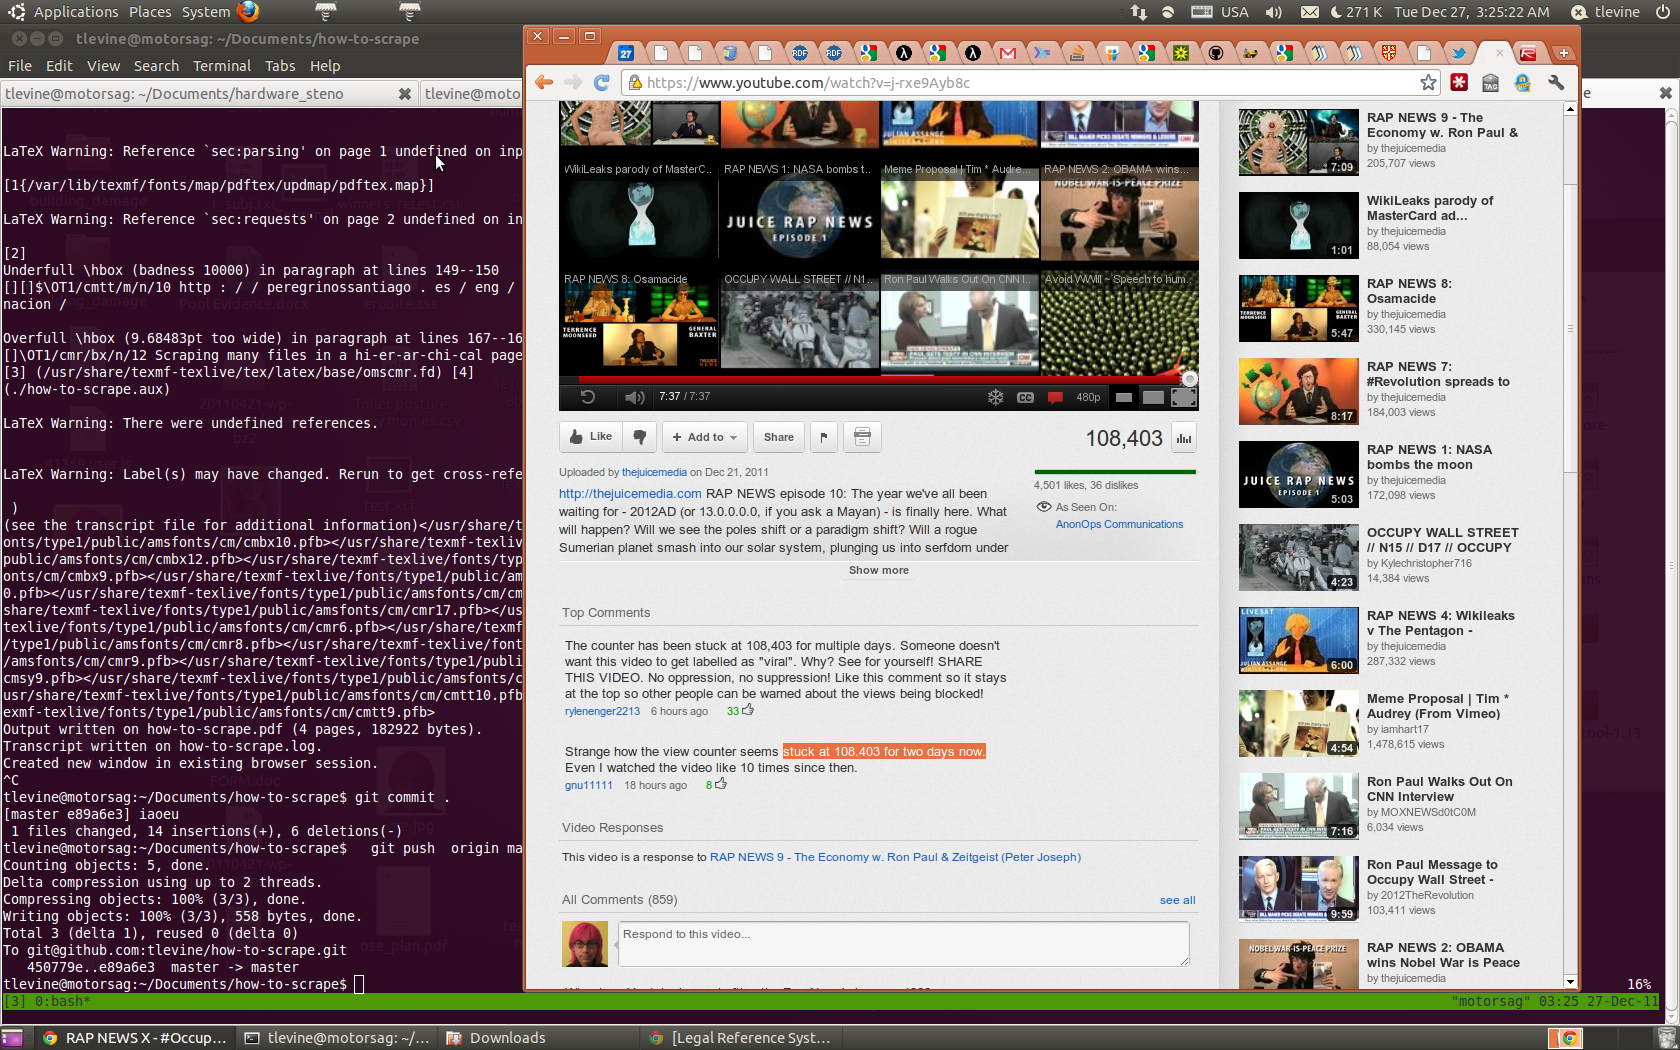 Applications Places System
USA
271 K
Tue Dec 27, 3:25:22 AM
tlevine
tlevine@motorsag: ~/Documents/how-to-scrape
File Edit View Search Terminal Tabs Help
tlevine@motorsag: ~/Documents/hardware_steno
tlevine@moto
LaTeX Warning: Reference `sec:parsing' on page 1 undefined on inp
[1{/var/lib/texmf/fonts/map/pdftex/updmap/pdftex.map}]
LaTeX Warning: Reference `sec:requests' on page 2 undefined on in
[2]
Underfull \hbox (badness 10000) in paragraph at lines 149--150
[][]$\OT1/cmtt/m/n/10 http : / / peregrinossantiago . es / eng /
nacion /
Overfull \hbox (9.68483pt too wide) in paragraph at lines 167--16
[]\OT1/cmr/bx/n/12 Scraping many files in a hi-er-ar-chi-cal page
[3] (/usr/share/texmf-texlive/tex/latex/base/omscmr.fd) [4]
(./how-to-scrape.aux)
LaTeX Warning: There were undefined references.
LaTeX Warning: Label(s) may have changed. Rerun to get cross-refe
)
(see the transcript file for additional information)</usr/share/t
onts/type1/public/amsfonts/cm/cmbx10.pfb></usr/share/texmf-texliv
public/amsfonts/cm/cmbx12.pfb></usr/share/texmf-texlive/fonts/typ
onts/cm/cmbx9.pfb></usr/share/texmf-texlive/fonts/type1/public/am
0.pfb></usr/share/texmf-texlive/fonts/type1/public/amsfonts/cm/cm
share/texmf-texlive/fonts/type1/public/amsfonts/cm/cmr17.pfb></us
texlive/fonts/type1/public/amsfonts/cm/cmr6.pfb></usr/share/texmf
/type1/public/amsfonts/cm/cmr8.pfb></usr/share/texmf-texlive/font
/amsfonts/cm/cmr9.pfb></usr/share/texmf-texlive/fonts/type1/publi
cmsy9.pfb></usr/share/texmf-texlive/fonts/type1/public/amsfonts/c
usr/share/texmf-texlive/fonts/type1/public/amsfonts/cm/cmtt10.pfb
exmf-texlive/fonts/type1/public/amsfonts/cm/cmtt9.pfb>
Output written on how-to-scrape.pdf (4 pages, 182922 bytes).
Transcript written on how-to-scrape.log.
Created new window in existing browser session.
^C
tlevine@motorsag:~/Documents/how-to-scrape$ git commit .
[master e89a6e3] iaoeu
1 files changed, 14 insertions(+), 6 deletions(-)
tlevine@motorsag:~/Documents/how-to-scrape$ git push origin ma
Counting objects: 5, done.
Delta compression using up to 2 threads.
Compressing objects: 100% (3/3), done.
Writing objects: 100% (3/3), 558 bytes, done.
Total 3 (delta 1), reused 0 (delta 0)
To git@github.com:tlevine/how-to-scrape.git
450779e..e89a6e3 master -> master
tlevine@motorsag:~/Documents/how-to-scrape$
[3] 0:bash*
16%
"motorsag" 03:25 27-Dec-11
https://www.youtube.com/watch?v=j-rxe9Ayb8c
WikiLeaks parody of MasterC..
RAP NEWS 1: NASA bombs t..
Meme Proposal | Tim * Audre..
RAP NEWS 2: OBAMA wins...
JUICE RAP NEWS
EPISODE 1
NOBEL WAR-IS-PEACE PRIZE
RAP NEWS 8: Osamacide
OCCUPY WALL STREET // N1..
Ron Paul Walks Out On CNN I..
Avoid WWIII ~ Speech to hum..
TERRENCE MOONSEED
GENERAL BAXTER
7:37 / 7:37
CC
480p
Like
+ Add to
Share
108,403
Uploaded by thejuicemedia on Dec 21, 2011
http://thejuicemedia.com RAP NEWS episode 10: The year we've all been
waiting for - 2012AD (or 13.0.0.0.0, if you ask a Mayan) - is finally here. What
will happen? Will we see the poles shift or a paradigm shift? Will a rogue
Sumerian planet smash into our solar system, plunging us into serfdom under
Show more
4,501 likes, 36 dislikes
As Seen On:
AnonOps Communications
Top Comments
The counter has been stuck at 108,403 for multiple days. Someone doesn't
want this video to get labelled as "viral". Why? See for yourself! SHARE
THIS VIDEO. No oppression, no suppression! Like this comment so it stays
at the top so other people can be warned about the views being blocked!
rylenenger2213 6 hours ago 33
Strange how the view counter seems stuck at 108.403 for two days now.
Even I watched the video like 10 times since then.
gnu11111 18 hours ago 8
Video Responses
This video is a response to RAP NEWS 9 - The Economy w. Ron Paul & Zeitgeist (Peter Joseph)
All Comments (859)
see all
Respond to this video...
RAP NEWS 9 - The
Economy w. Ron Paul &
by thejuicemedia
205,707 views
7:09
WikiLeaks parody of
MasterCard ad...
by thejuicemedia
88,054 views
1:01
RAP NEWS 8:
Osamacide
by thejuicemedia
330,145 views
5:47
RAP NEWS 7:
#Revolution spreads to
by thejuicemedia
184,003 views
8:17
RAP NEWS 1: NASA
bombs the moon
by thejuicemedia
172,098 views
JUICE RAP NEWS
5:03
OCCUPY WALL STREET
// N15 // D17 // OCCUPY
by Kylechristopher716
14,384 views
4:23
RAP NEWS 4: Wikileaks
v The Pentagon -
by thejuicemedia
287,332 views
6:00
Meme Proposal | Tim *
Audrey (From Vimeo)
by iamhart17
1,478,615 views
4:54
Ron Paul Walks Out On
CNN Interview
by MOXNEWSd0tC0M
6,034 views
7:16
Ron Paul Message to
Occupy Wall Street -
by 2012TheRevolution
103,411 views
9:59
RAP NEWS 2: OBAMA
wins Nobel War is Peace
by thejuicemedia
NOBEL WAR-IS-PEACE PRIZE
RAP NEWS X - #Occup...
tlevine@motorsag: ~/...
Downloads
[Legal Reference Syst...